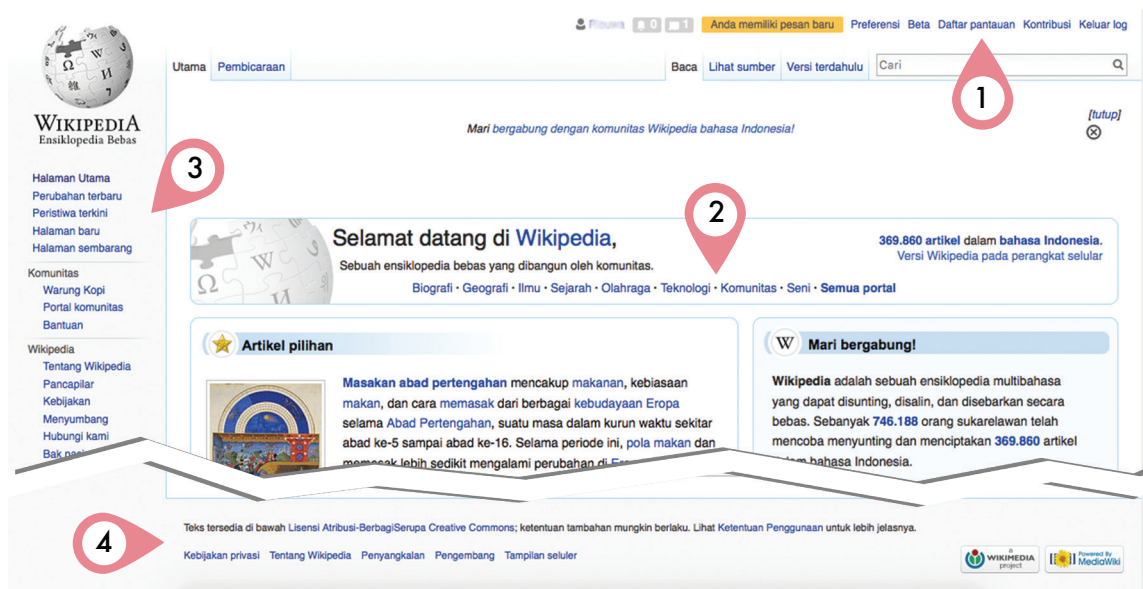 0 1 Anda memiliki pesan baru Preferensi Beta Daftar pantauan Kontribusi Keluar log
Utama Pembicaraan Baca Lihat sumber Versi terdahulu Cari
1
WIKIPEDIA
Ensiklopedia Bebas
Mari bergabung dengan komunitas Wikipedia bahasa Indonesia!
[tutup]
3
Halaman Utama
Perubahan terbaru
Peristiwa terkini
Halaman baru
Halaman sembarang
Komunitas
Warung Kopi
Portal komunitas
Bantuan
Wikipedia
Tentang Wikipedia
Pancapilar
Kebijakan
Menyumbang
Hubungi kami
Bak
2
Selamat datang di Wikipedia,
Sebuah ensiklopedia bebas yang dibangun oleh komunitas.
Biografi · Geografi · Ilmu · Sejarah · Olahraga · Teknologi · Komunitas · Seni · Semua portal
369.860 artikel dalam bahasa Indonesia.
Versi Wikipedia pada perangkat selular
Artikel pilihan
Masakan abad pertengahan mencakup makanan, kebiasaan
makan, dan cara memasak dari berbagai kebudayaan Eropa
selama Abad Pertengahan, suatu masa dalam kurun waktu sekitar
abad ke-5 sampai abad ke-16. Selama periode ini, pola makan dan
memasak lebih sedikit mengalami perubahan di
W Mari bergabung!
Wikipedia adalah sebuah ensiklopedia multibahasa
yang dapat disunting, disalin, dan disebarkan secara
bebas. Sebanyak 746.188 orang sukarelawan telah
mencoba menyunting dan menciptakan 369.860 artikel
bahasa Indonesia.
4
Teks tersedia di bawah Lisensi Atribusi-BerbagiSerupa Creative Commons; ketentuan tambahan mungkin berlaku. Lihat Ketentuan Penggunaan untuk lebih jelasnya.
Kebijakan privasi Tentang Wikipedia Penyangkalan Pengembang Tampilan seluler
a
WIKIMEDIA
project
Powered By
MediaWiki